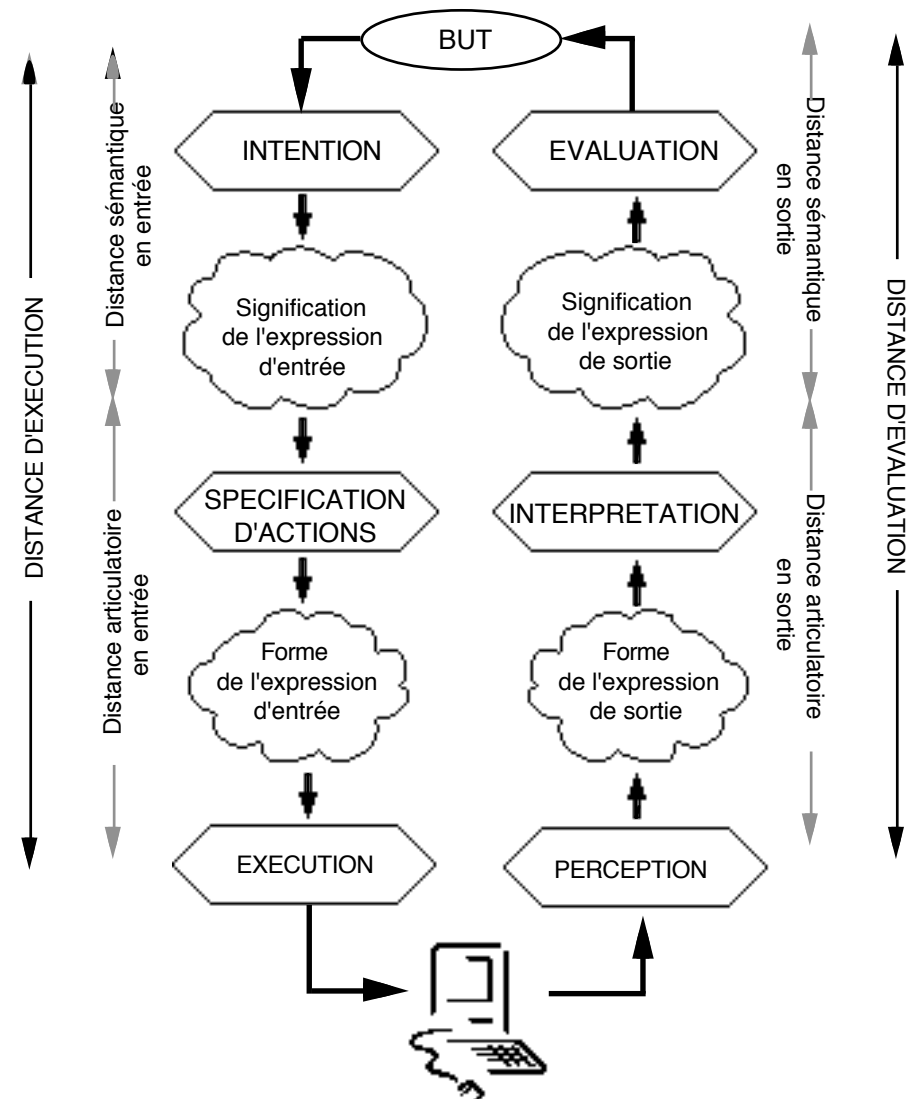 BUT
INTENTION
EVALUATION
Signification
de l'expression
d'entrée
Signification
de l'expression
de sortie
SPECIFICATION
D'ACTIONS
INTERPRETATION
Forme
de l'expression
d'entrée
Forme
de l'expression
de sortie
EXECUTION
PERCEPTION
DISTANCE D'EXECUTION
Distance sémantique
en entrée
Distance articulatoire
en entrée
Distance sémantique
en sortie
Distance articulatoire
en sortie
DISTANCE D'EVALUATION